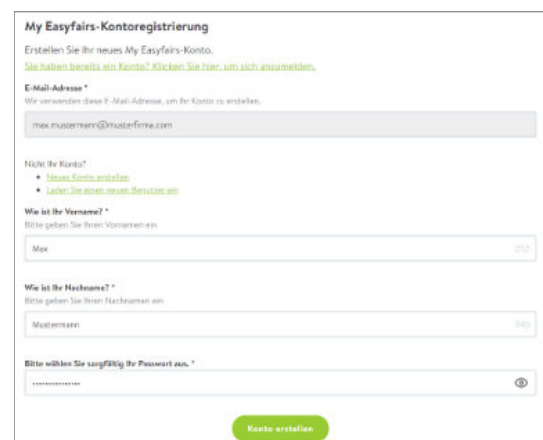 My Easyfairs-Kontoregistrierung
Erstellen Sie Ihr neues My Easyfairs-Konto.
Sie haben bereits ein Konto? Klicken Sie hier, um sich anzumelden.
E-Mail-Adresse *
Wir verwenden diese E-Mail-Adresse, um Ihr Konto zu erstellen.
max.mustermann@musterfirma.com
Nicht Ihr Konto?
Neues Konto erstellen
Laden Sie einen neuen Benutzer ein
Wie ist Ihr Vorname? *
Bitte geben Sie Ihren Vornamen ein
Max
Wie ist Ihr Nachname? *
Bitte geben Sie Ihren Nachnamen ein
Mustermann
Bitte wählen Sie sorgfältig Ihr Passwort aus. *
Konto erstellen